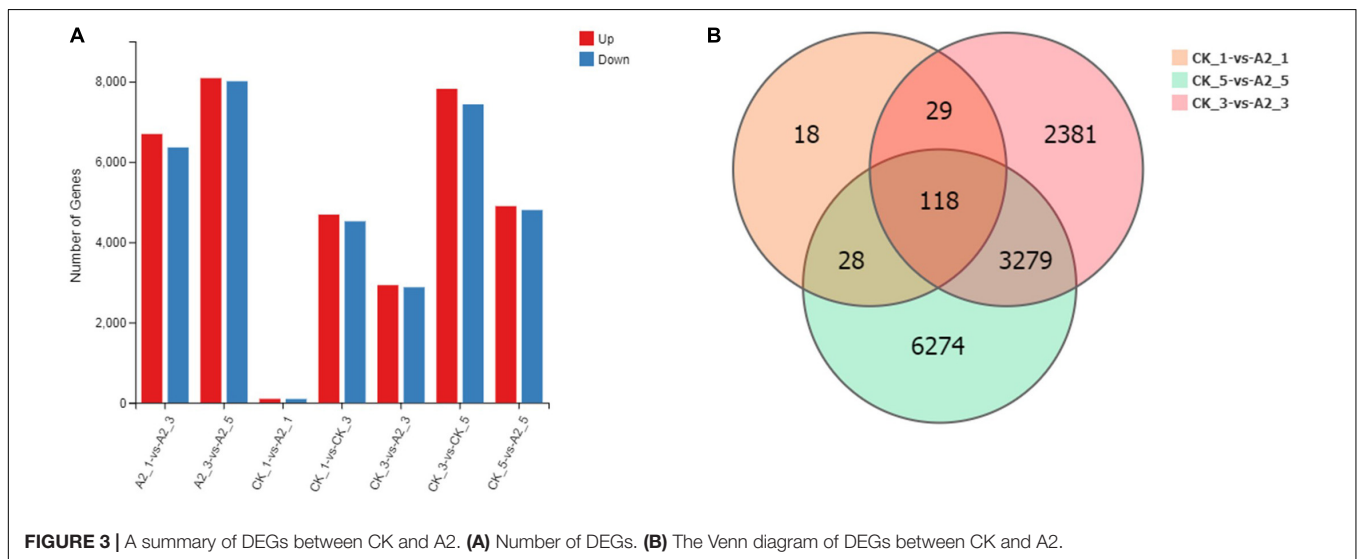 A
Up
Down
Number of Genes
8,000
6,000
4,000
2,000
0
A2_1-vs-A2_3
A2_3-vs-A2_5
CK_1-vs-A2_1
CK_1-vs-CK_3
CK_3-vs-A2_3
CK_3-vs-CK_5
CK_5-vs-A2_5
B
CK_1-vs-A2_1
CK_5-vs-A2_5
CK_3-vs-A2_3
18
29
2381
118
28
3279
6274
FIGURE 3 | A summary of DEGs between CK and A2. (A) Number of DEGs. (B) The Venn diagram of DEGs between CK and A2.